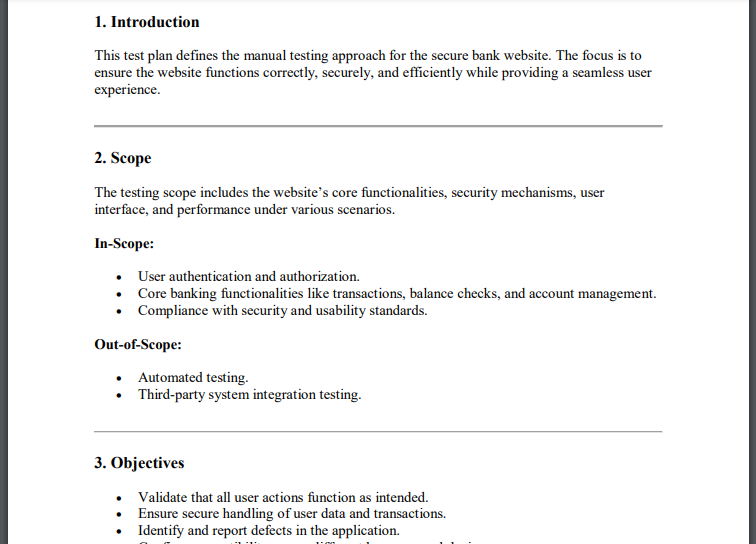 1. Introduction
This test plan defines the manual testing approach for the secure bank website. The focus is to
ensure the website functions correctly, securely, and efficiently while providing a seamless user
experience.
2. Scope
The testing scope includes the website’s core functionalities, security mechanisms, user
interface, and performance under various scenarios.
In-Scope:
• User authentication and authorization.
• Core banking functionalities like transactions, balance checks, and account management.
• Compliance with security and usability standards.
Out-of-Scope:
• Automated testing.
• Third-party system integration testing.
3. Objectives
• Validate that all user actions function as intended.
• Ensure secure handling of user data and transactions.
• Identify and report defects in the application.